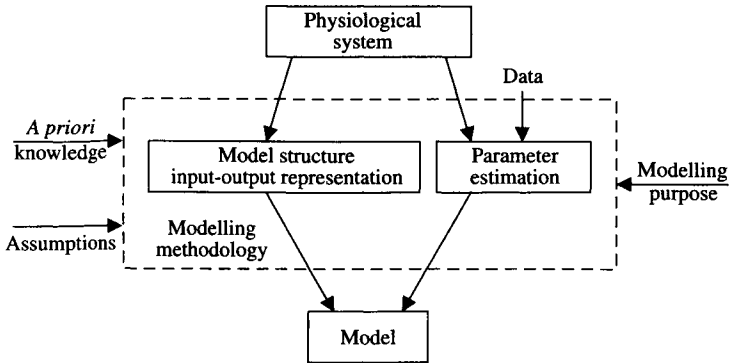 Physiological
system
Data
A priori
knowledge
Model structure
input-output representation
Parameter
estimation
Modelling
purpose
Assumptions
Modelling
methodology
Model